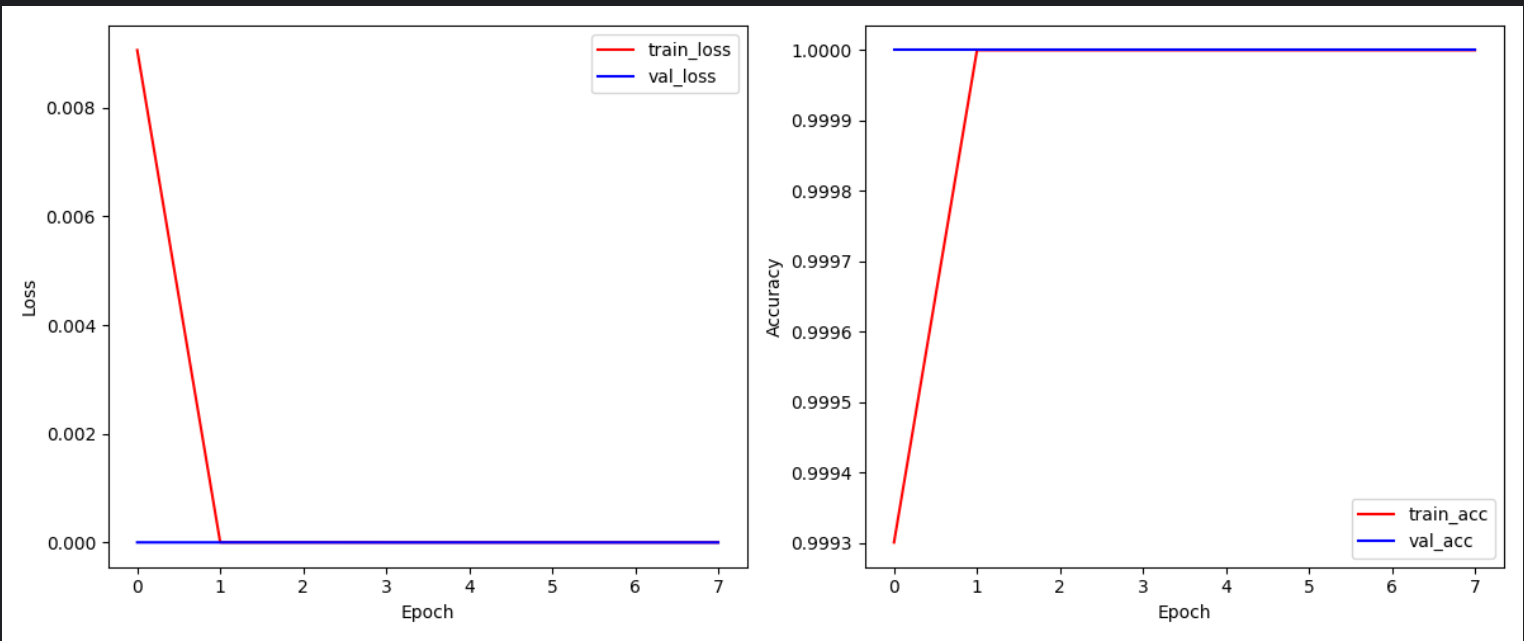 train_loss
val_loss
0.008
0.006
0.004
0.002
0.000
Loss
0 1 2 3 4 5 6 7
Epoch
1.0000
0.9999
0.9998
0.9997
0.9996
0.9995
0.9994
0.9993
Accuracy
train_acc
val_acc
0 1 2 3 4 5 6 7
Epoch